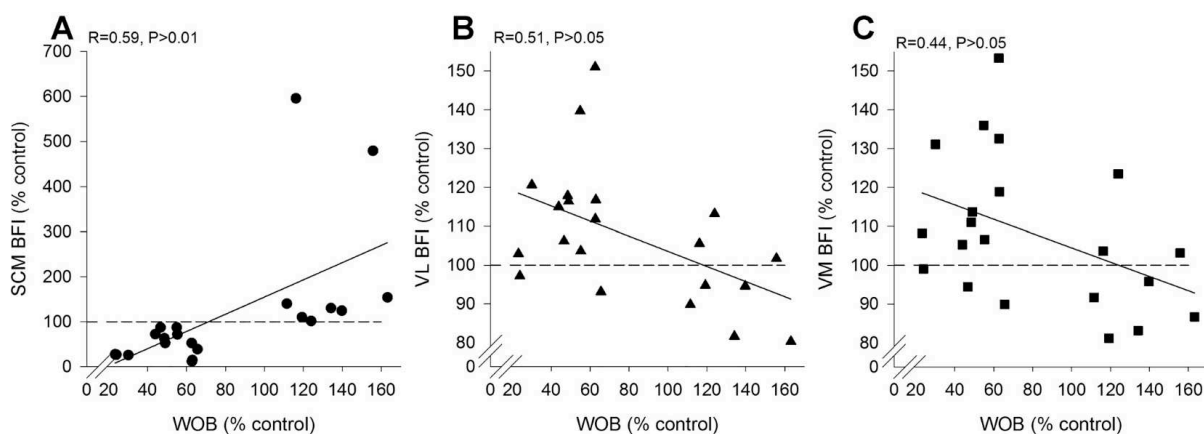 A
R=0.59, P>0.01
700
600
500
400
300
200
100
0
SCM BFI (% control)
0 20 40 60 80 100 120 140 160
WOB (% control)
B
R=0.51, P>0.05
150
140
130
120
110
100
90
80
0
VL BFI (% control)
0 20 40 60 80 100 120 140 160
WOB (% control)
C
R=0.44, P>0.05
150
140
130
120
110
100
90
80
0
VM BFI (% control)
0 20 40 60 80 100 120 140 160
WOB (% control)